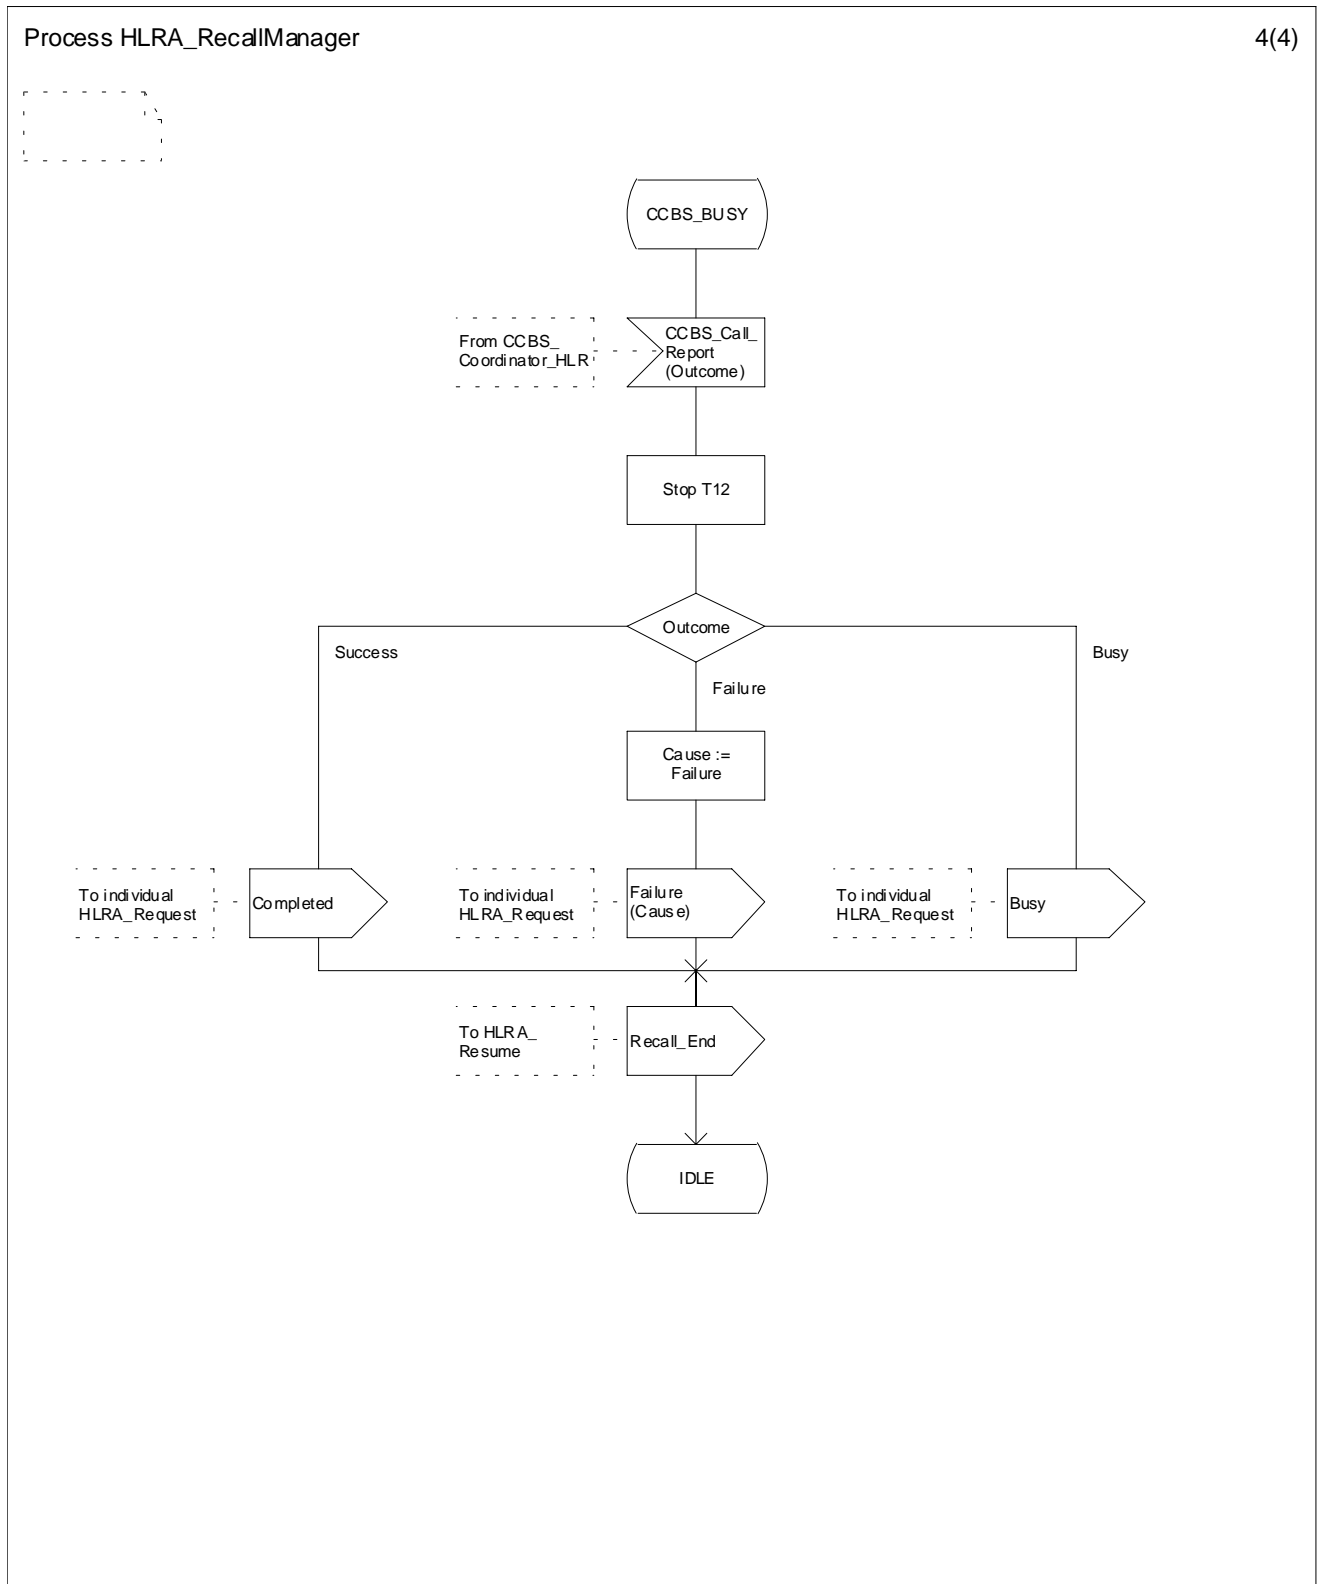 Process HLRA_RecallManager
4(4)
CCBS_BUSY
From CCBS_
Coordinator_HLR
CCBS_Call_
Report
(Outcome)
Stop T12
Outcome
Success
Busy
Failure
Cause :=
Failure
To individual
HLRA_Request
Completed
To individual
HLRA_Request
Failure
(Cause)
To individual
HLRA_Request
Busy
To HLRA_
Resume
Recall_End
IDLE